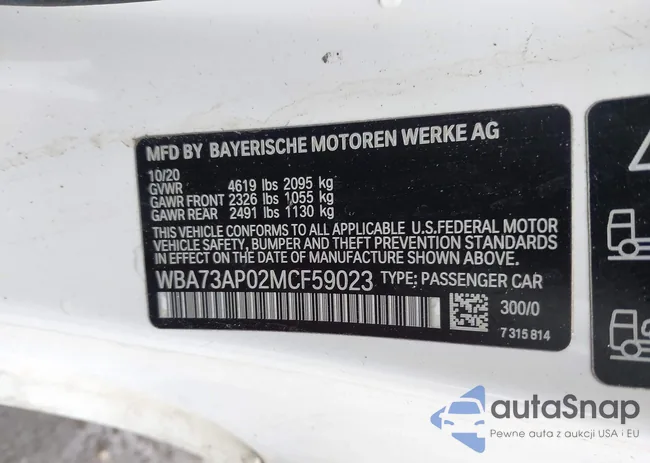 MFD BY BAYERISCHE MOTOREN WERKE AG
10/20
GVWR 4619 lbs 2095 kg
GAWR FRONT 2326 lbs 1055 kg
GAWR REAR 2491 lbs 1130 kg
THIS VEHICLE CONFORMS TO ALL APPLICABLE U.S.FEDERAL MOTOR
VEHICLE SAFETY, BUMPER AND THEFT PREVENTION STANDARDS
IN EFFECT ON THE DATE OF MANUFACTURE SHOWN ABOVE.
WBA73AP02MCF59023 TYPE: PASSENGER CAR
300/0
7 315 814
autaSnap
Pewne auta z aukcji USA i EU